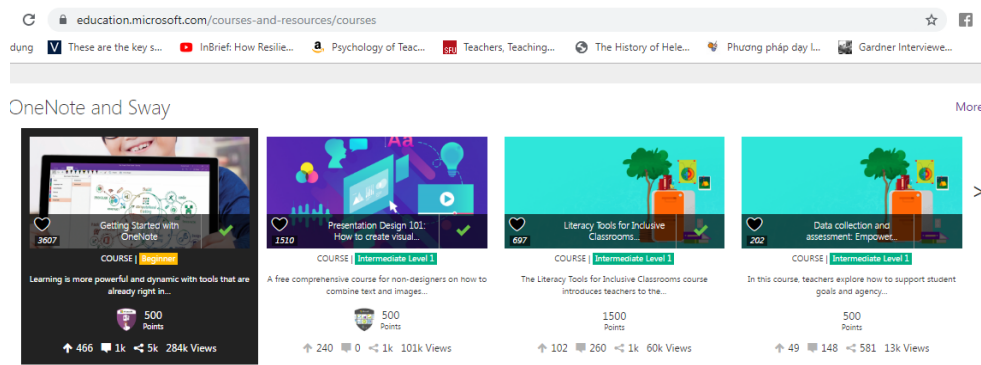 education.microsoft.com/courses-and-resources/courses
dung These are the key s... InBrief: How Resilie... Psychology of Teac... SFU Teachers, Teaching... The History of Hele... Phương pháp dạy l... Gardner Interviewe...
OneNote and Sway
More
Getting Started with
OneNote
3607
COURSE | Beginner
Learning is more powerful and dynamic with tools that are
already right in...
500
Points
466 1k 5k 284k Views
Aa
Presentation Design 101:
How to create visual...
1510
COURSE | Intermediate Level 1
A free comprehensive course for non-designers on how to
combine text and images...
500
Points
240 0 1k 101k Views
Literacy Tools for Inclusive
Classrooms...
697
COURSE | Intermediate Level 1
The Literacy Tools for Inclusive Classrooms course
introduces teachers to the...
1500
Points
102 260 1k 60k Views
Data collection and
assessment: Empower...
202
COURSE | Intermediate Level 1
In this course, teachers explore how to support student
goals and agency...
500
Points
49 148 581 13k Views